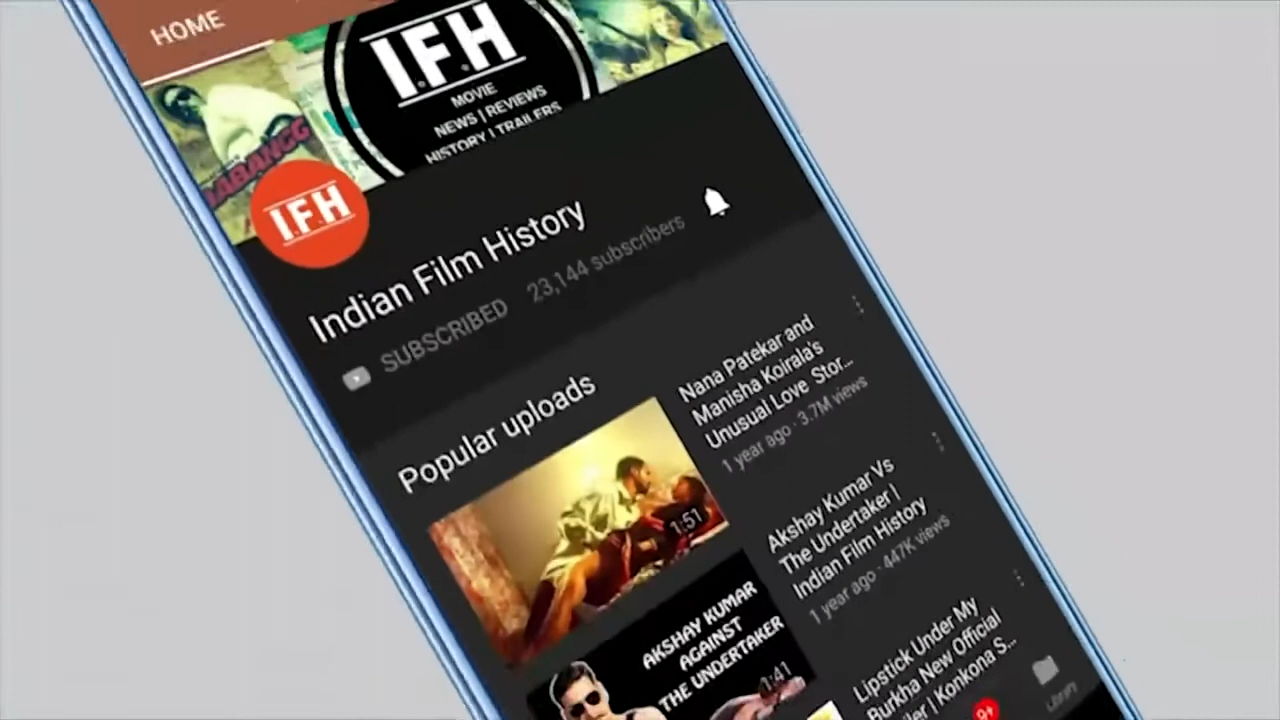 HOME
I.F.H
MOVIE
NEWS | REVIEWS
HISTORY | TRAILERS
DABANGG
I.F.H
Indian Film History
SUBSCRIBED 23,144 subscribers
Popular uploads
1:51
Nana Patekar and
Manisha Koirala's
Unusual Love Stor...
1 year ago · 3.7M views
AKSHAY KUMAR
AGAINST
THE UNDERTAKER
1:41
Akshay Kumar Vs
The Undertaker |
Indian Film History
1 year ago · 447K views
Lipstick Under My
Burkha New Official
iler | Konkona S...
9+
Library